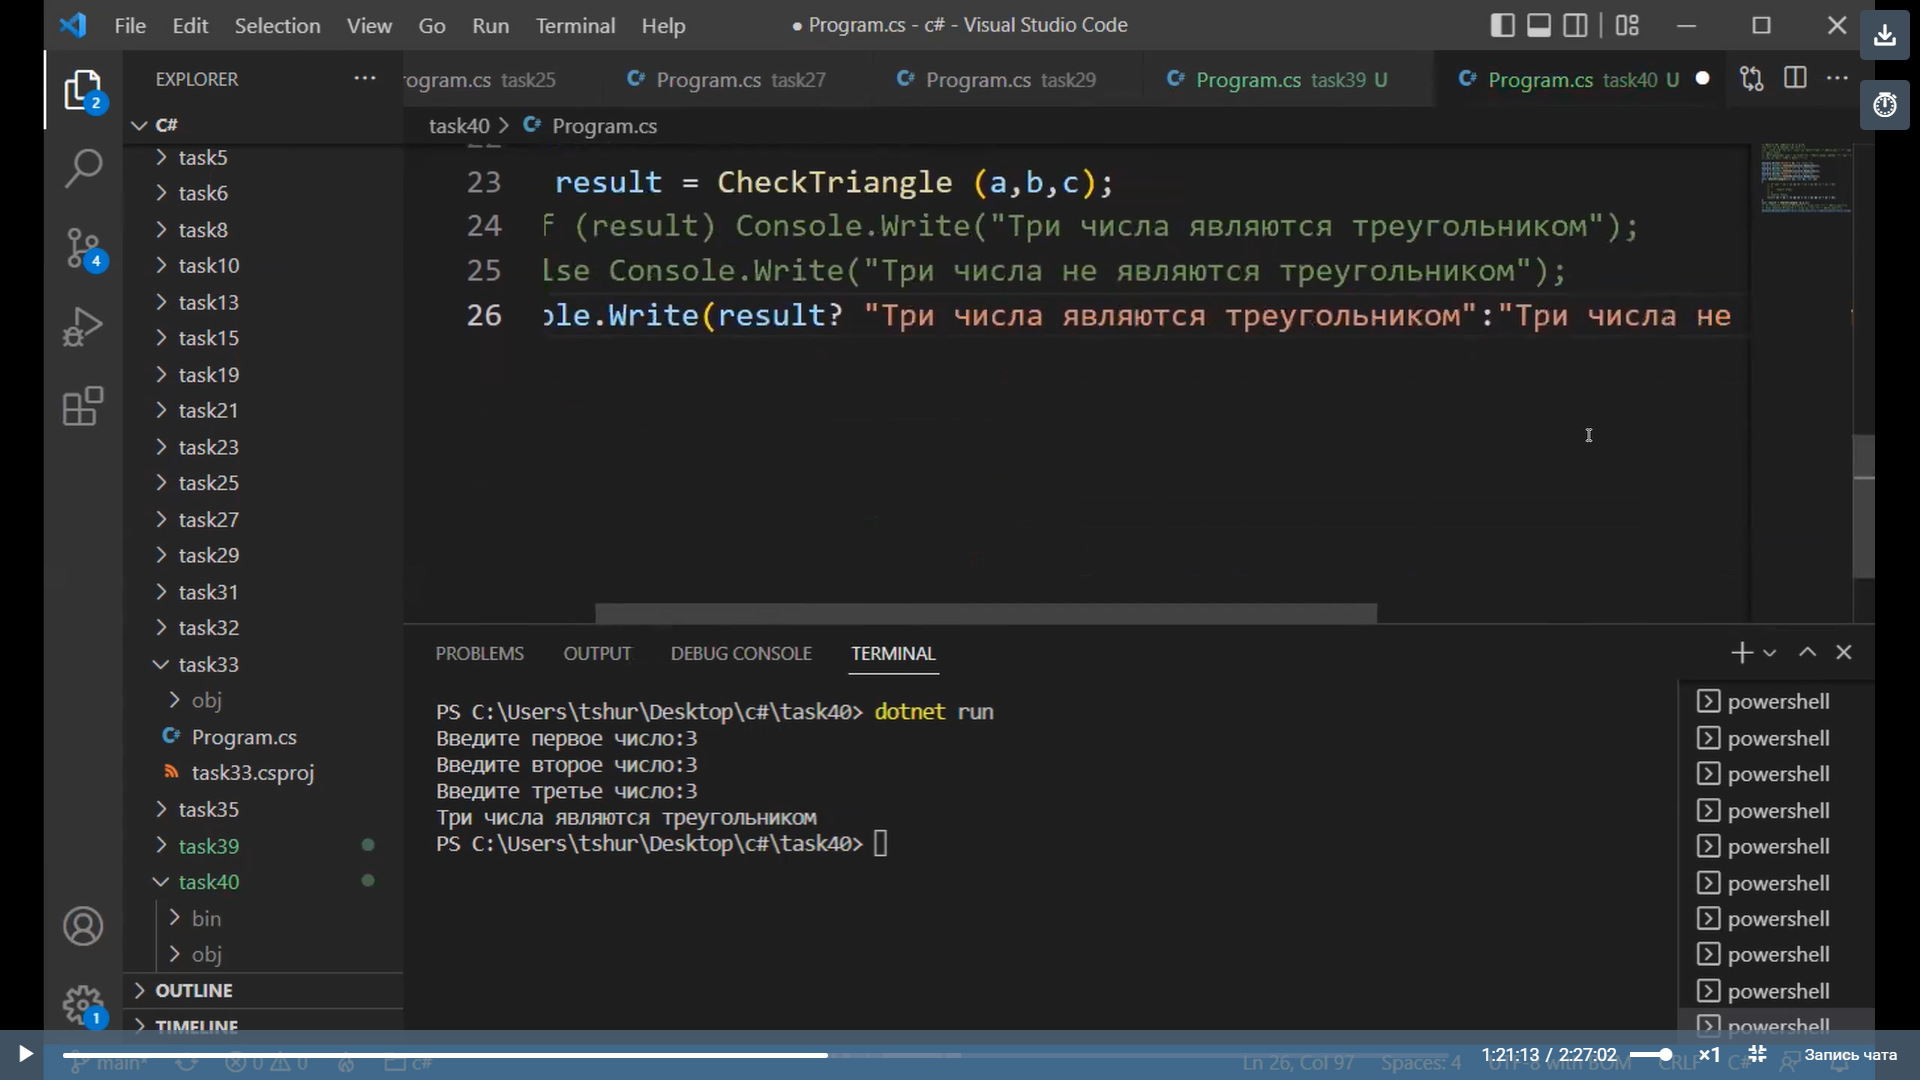 File Edit Selection View Go Run Terminal Help
● Program.cs - c# - Visual Studio Code
EXPLORER
ogram.cs task25
Program.cs task27
Program.cs task29
Program.cs task39 U
Program.cs task40 U
2
C#
task40 > Program.cs
task5
task6
task8
task10
task13
task15
task19
task21
task23
task25
task27
task29
task31
task32
task33
obj
Program.cs
task33.csproj
task35
task39
task40
bin
obj
OUTLINE
TIMELINE
4
1
23 result = CheckTriangle (a,b,c);
24 f (result) Console.Write("Три числа являются треугольником");
25 lse Console.Write("Три числа не являются треугольником");
26 ole.Write(result? "Три числа являются треугольником":"Три числа не
PROBLEMS OUTPUT DEBUG CONSOLE TERMINAL
PS C:\Users\tshur\Desktop\c#\task40> dotnet run
Введите первое число:3
Введите второе число:3
Введите третье число:3
Три числа являются треугольником
PS C:\Users\tshur\Desktop\c#\task40>
powershell
powershell
powershell
powershell
powershell
powershell
powershell
powershell
powershell
powershell
main* 0 0 c# Ln 26, Col 97 Spaces: 4 UTF-8 with BOM CRLF C#
1:21:13 / 2:27:02 ×1 Запись чата